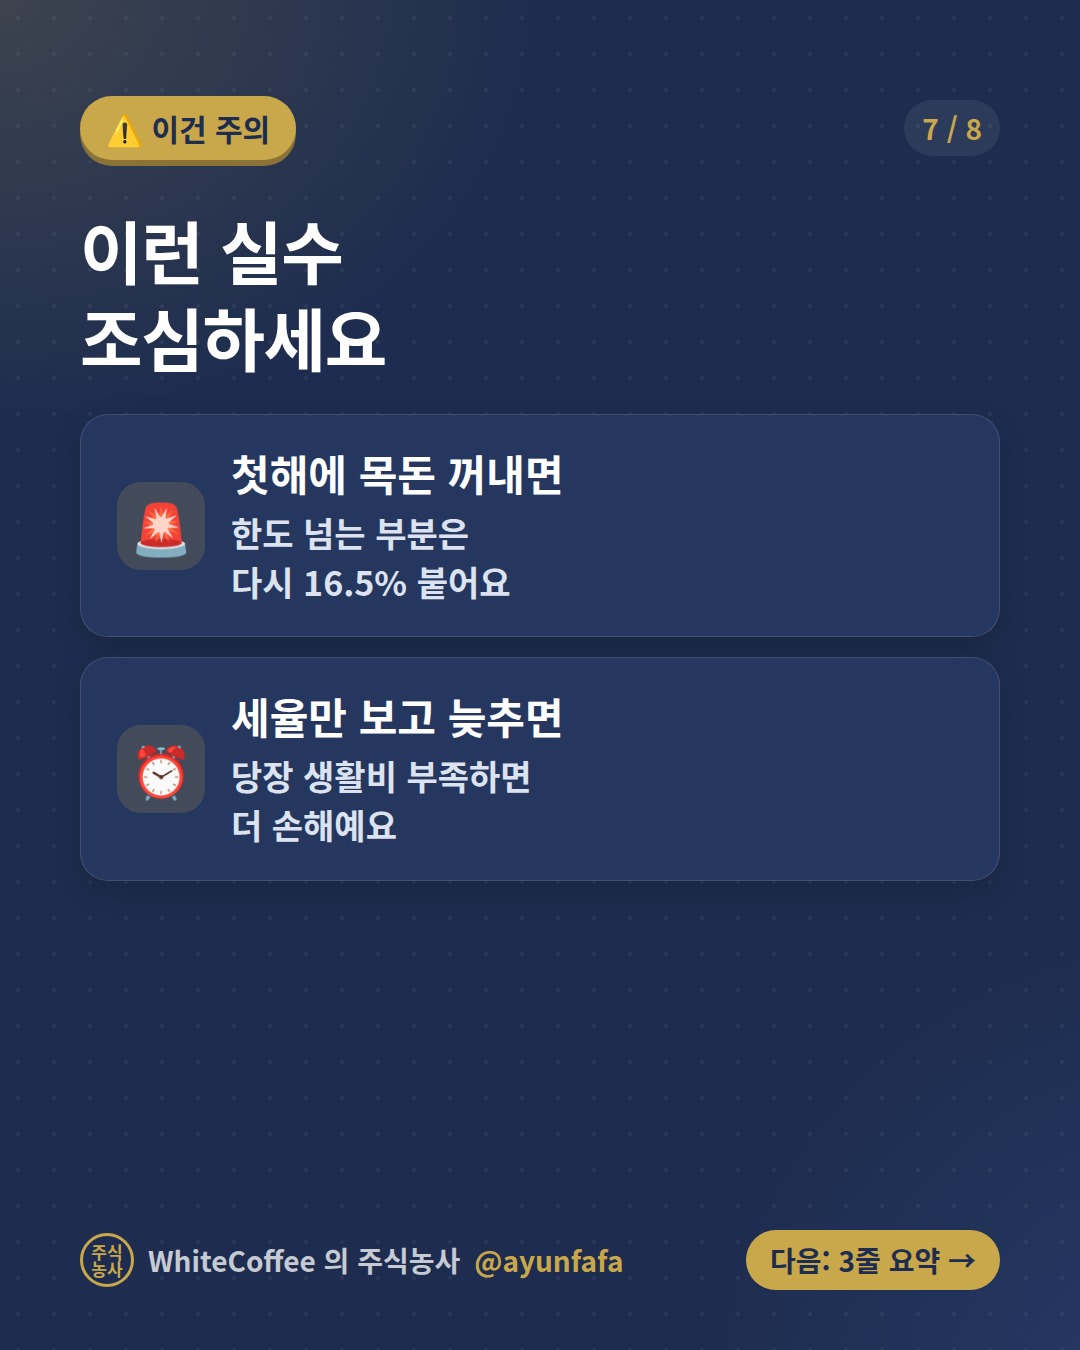 ⚠️ 이건 주의
7 / 8
이런 실수
조심하세요
첫해에 목돈 꺼내면
한도 넘는 부분은
다시 16.5% 붙어요
세율만 보고 늦추면
당장 생활비 부족하면
더 손해예요
주식
농사
WhiteCoffee 의 주식농사 @ayunfafa
다음: 3줄 요약 →